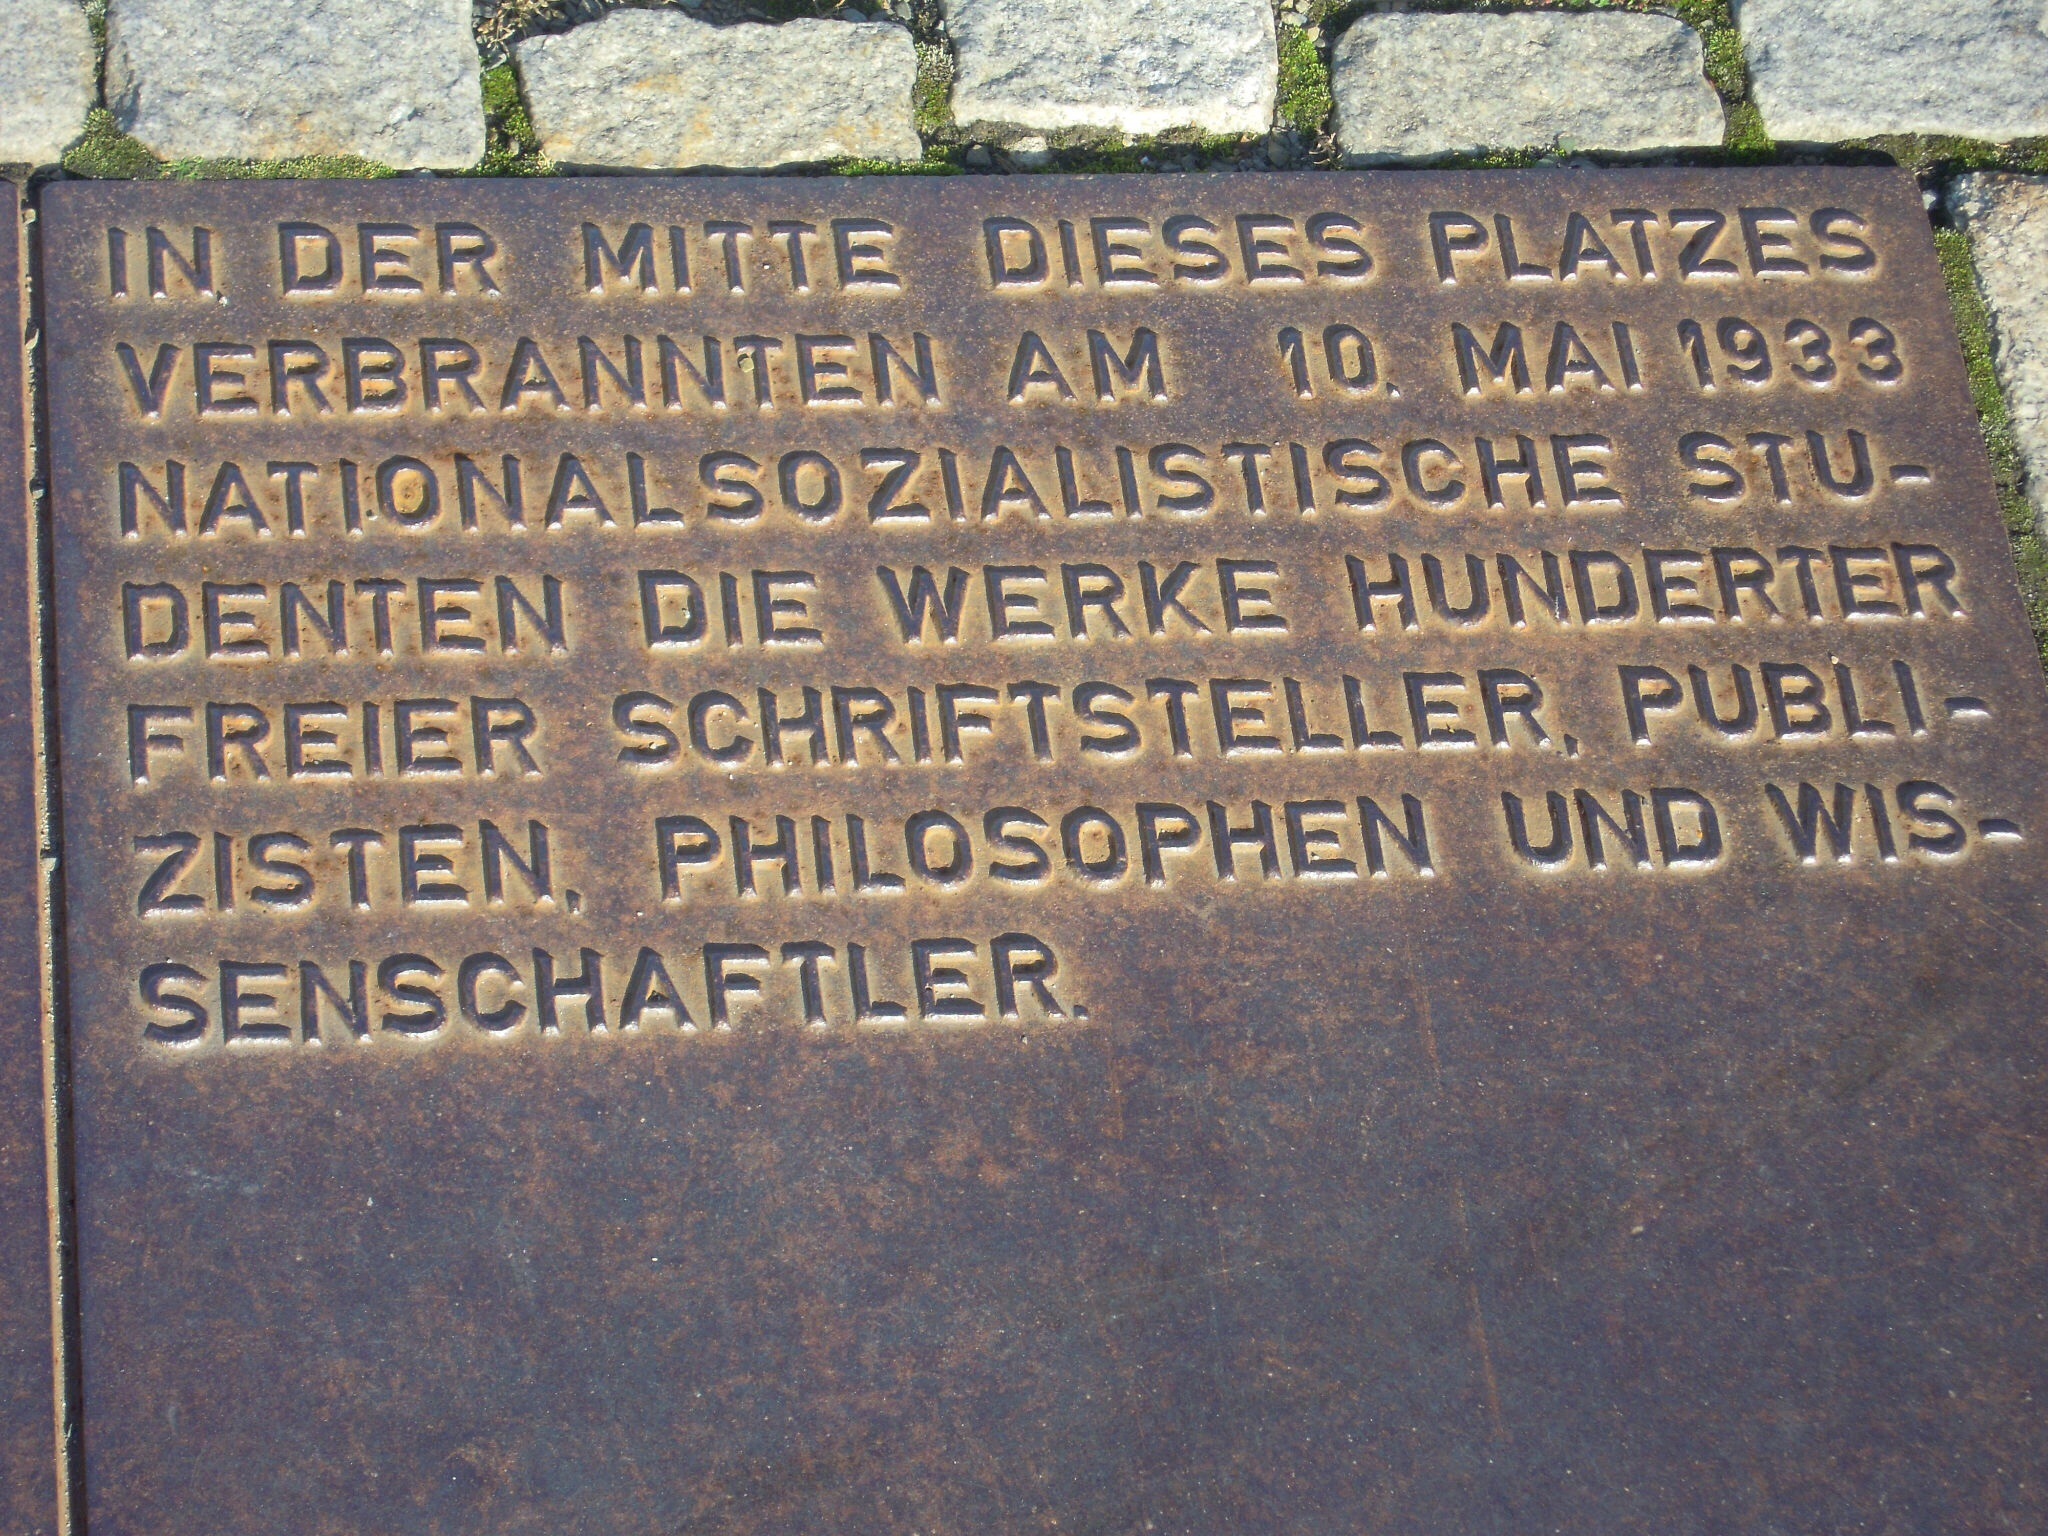 IN DER MITTE DIESES PLATZES
VERBRANNTEN AM 10. MAI 1933
NATIONALSOZIALISTISCHE STU-
DENTEN DIE WERKE HUNDERTER
FREIER SCHRIFTSTELLER, PUBLI-
ZISTEN, PHILOSOPHEN UND WIS-
SENSCHAFTLER.